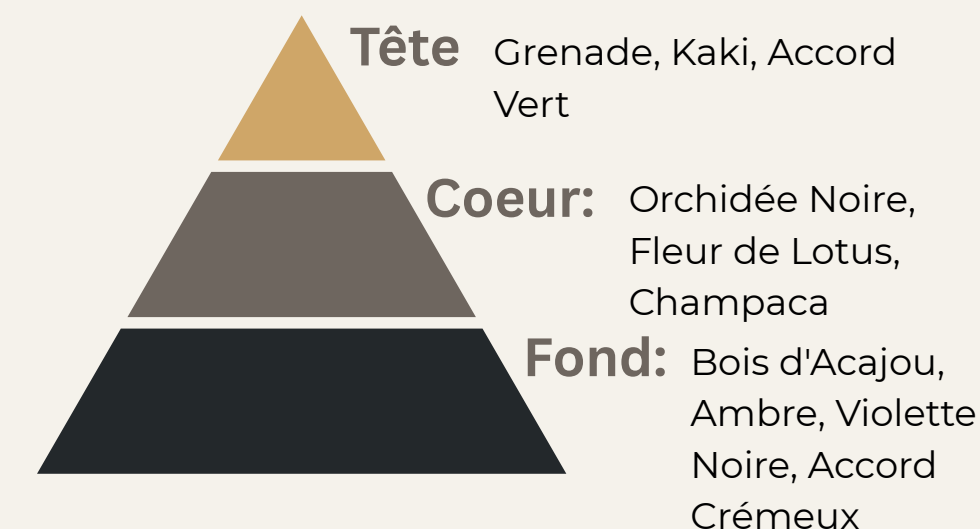 Tête
Grenade, Kaki, Accord
Vert
Coeur:
Orchidée Noire,
Fleur de Lotus,
Champaca
Fond:
Bois d'Acajou,
Ambre, Violette
Noire, Accord
Crémeux